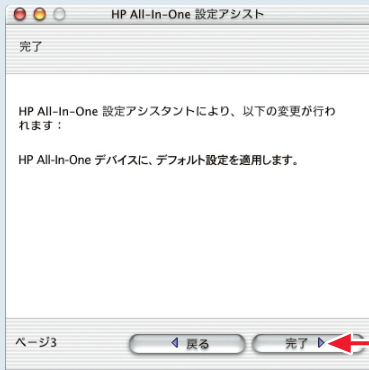 HP All-In-One 設定アシスト
完了
HP All-In-One 設定アシスタントにより、以下の変更が行わ
れます：
HP All-In-One デバイスに、デフォルト設定を適用します。
ページ3
戻る
完了